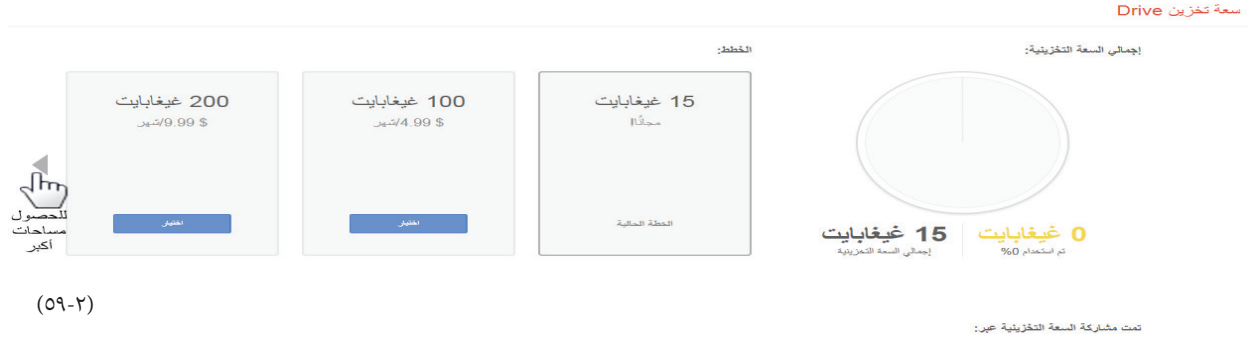 سعة تخزين Drive
إجمالي السعة التخزينية:
0 غيغابايت
تم استخدام 0%
15 غيغابايت
إجمالي السعة التخزينية
الخطط:
15 غيغابايت
مجانًا!
الخطة الحالية
100 غيغابايت
$ 4.99/شهر
اختيار
200 غيغابايت
$ 9.99/شهر
اختيار
للحصول
مساحات
أكبر
(٢-٥٩)
تمت مشاركة السعة التخزينية عبر: